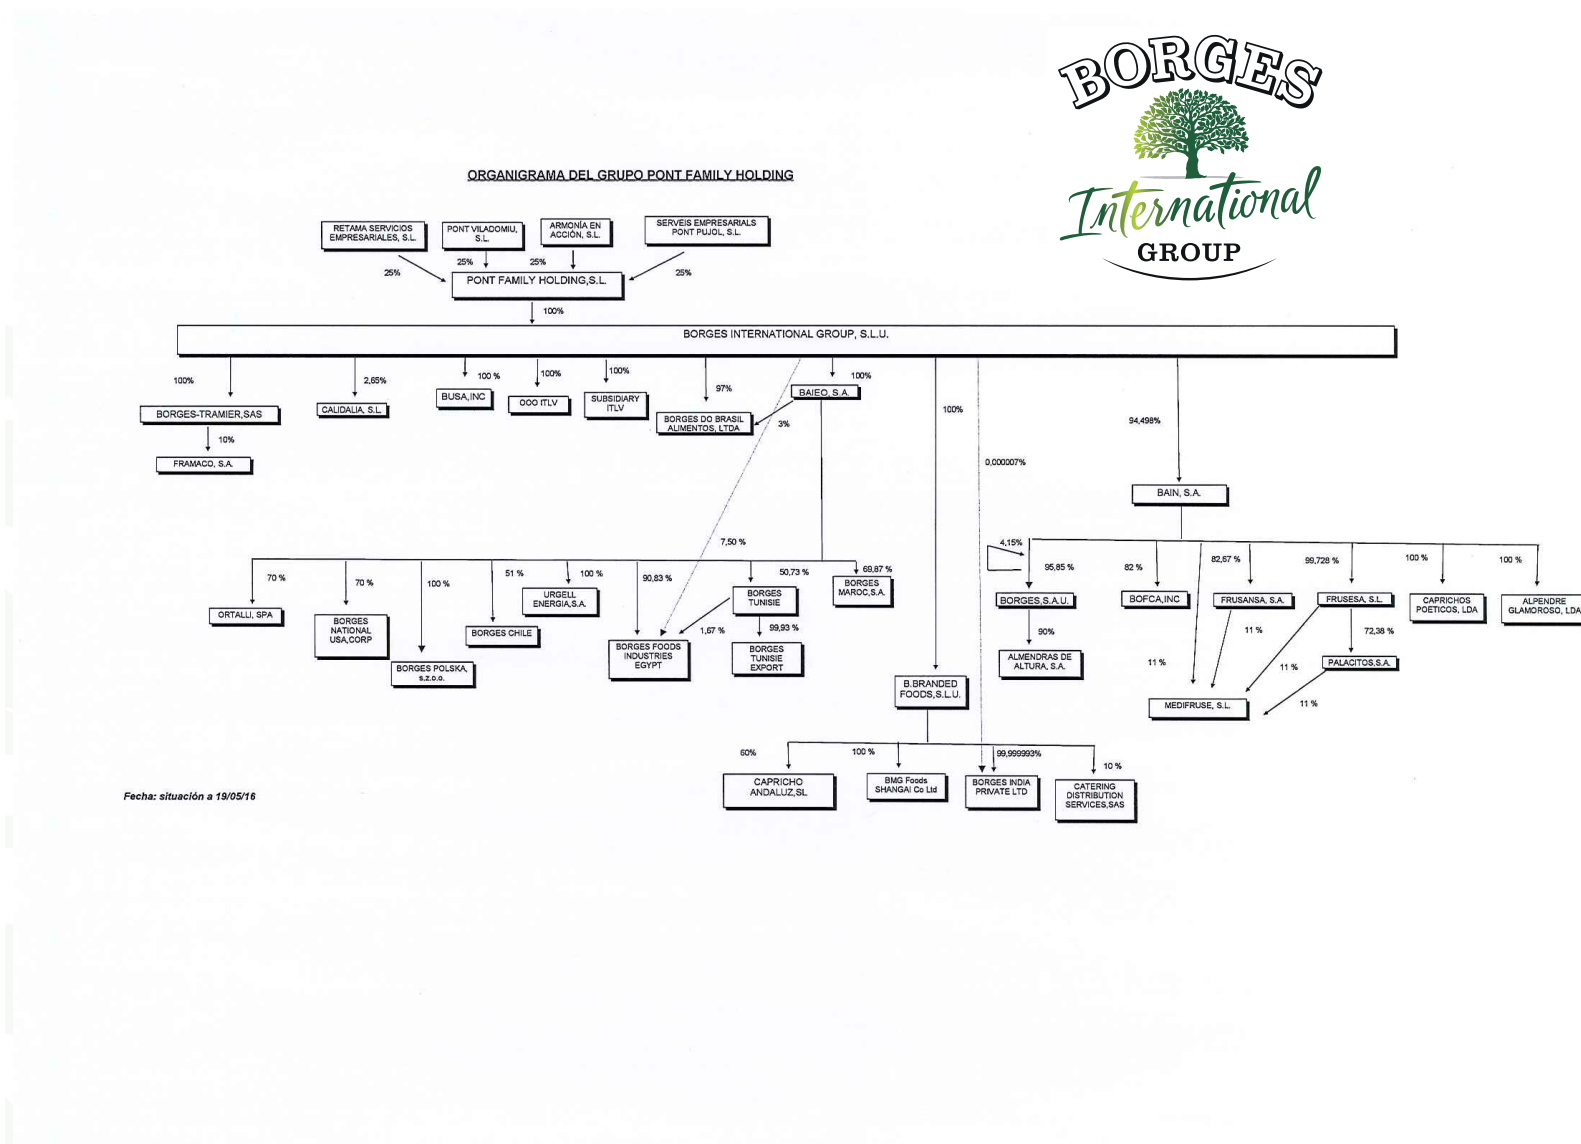 BORGES
International
GROUP
ORGANIGRAMA DEL GRUPO PONT FAMILY HOLDING
RETAMA SERVICIOS
EMPRESARIALES, S.L.
PONT VILADOMIU,
S.L.
ARMONÍA EN
ACCIÓN, S.L.
SERVEIS EMPRESARIALS
PONT PUJOL, S.L.
25%
25%
25%
25%
PONT FAMILY HOLDING,S.L.
100%
BORGES INTERNATIONAL GROUP, S.L.U.
100%
2,65%
100 %
100%
100%
97%
100%
BORGES-TRAMIER,SAS
CALIDALIA, S.L.
BUSA,INC
OOO ITLV
SUBSIDIARY
ITLV
BORGES DO BRASIL
ALIMENTOS, LTDA
BAIEO, S.A.
3%
100%
94,498%
10%
FRAMACO, S.A.
0,000007%
BAIN, S.A.
7,50 %
4,15%
70 %
70 %
100%
51 %
100 %
90,83 %
50,73 %
69,87 %
95,85 %
82 %
82,67 %
99,728 %
100 %
100 %
ORTALLI, SPA
BORGES
NATIONAL
USA,CORP
BORGES POLSKA,
s.z.o.o.
BORGES CHILE
URGELL
ENERGIA,S.A.
BORGES FOODS
INDUSTRIES
EGYPT
BORGES
TUNISIE
BORGES
MAROC,S.A.
BORGES,S.A.U.
BOFCA,INC
FRUSANSA, S.A.
FRUSESA, S.L.
CAPRICHOS
POETICOS, LDA
ALPENDRE
GLAMOROSO, LDA
1,67 %
99,93 %
BORGES
TUNISIE
EXPORT
90%
ALMENDRAS DE
ALTURA, S.A.
11 %
11 %
11 %
72,38 %
PALACITOS,S.A.
11 %
MEDIFRUSE, S.L.
B.BRANDED
FOODS,S.L.U.
60%
100 %
99,999993%
10 %
CAPRICHO
ANDALUZ,SL
BMG Foods
SHANGAI Co Ltd
BORGES INDIA
PRIVATE LTD
CATERING
DISTRIBUTION
SERVICES,SAS
Fecha: situación a 19/05/16